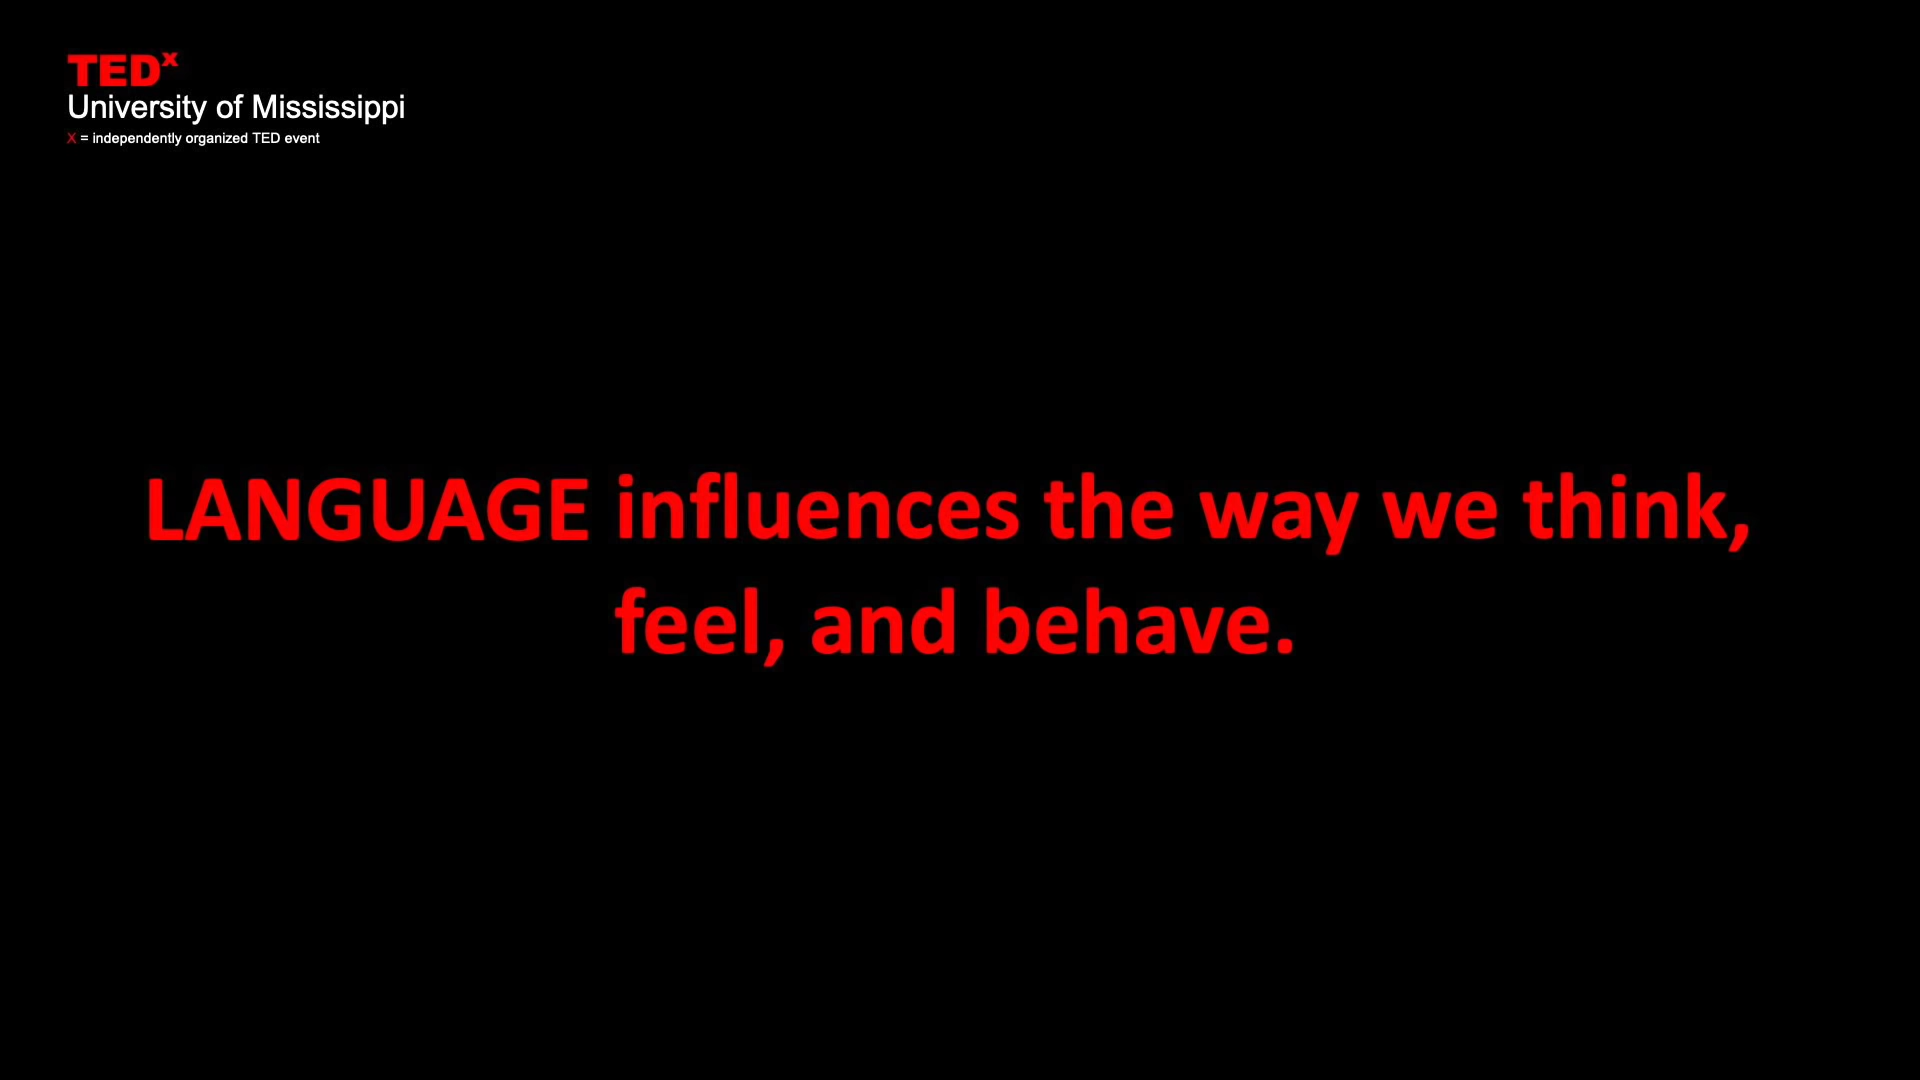 TEDx
University of Mississippi
X = independently organized TED event
LANGUAGE influences the way we think,
feel, and behave.